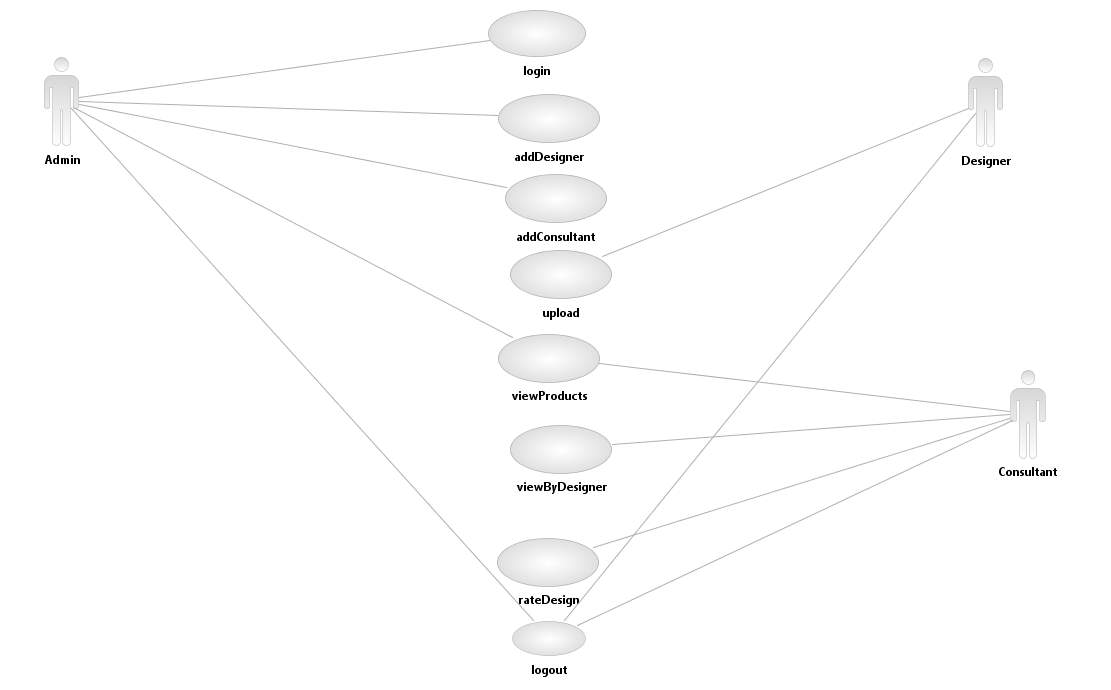 login
Admin
addDesigner
Designer
addConsultant
upload
viewProducts
Consultant
viewByDesigner
rateDesign
logout